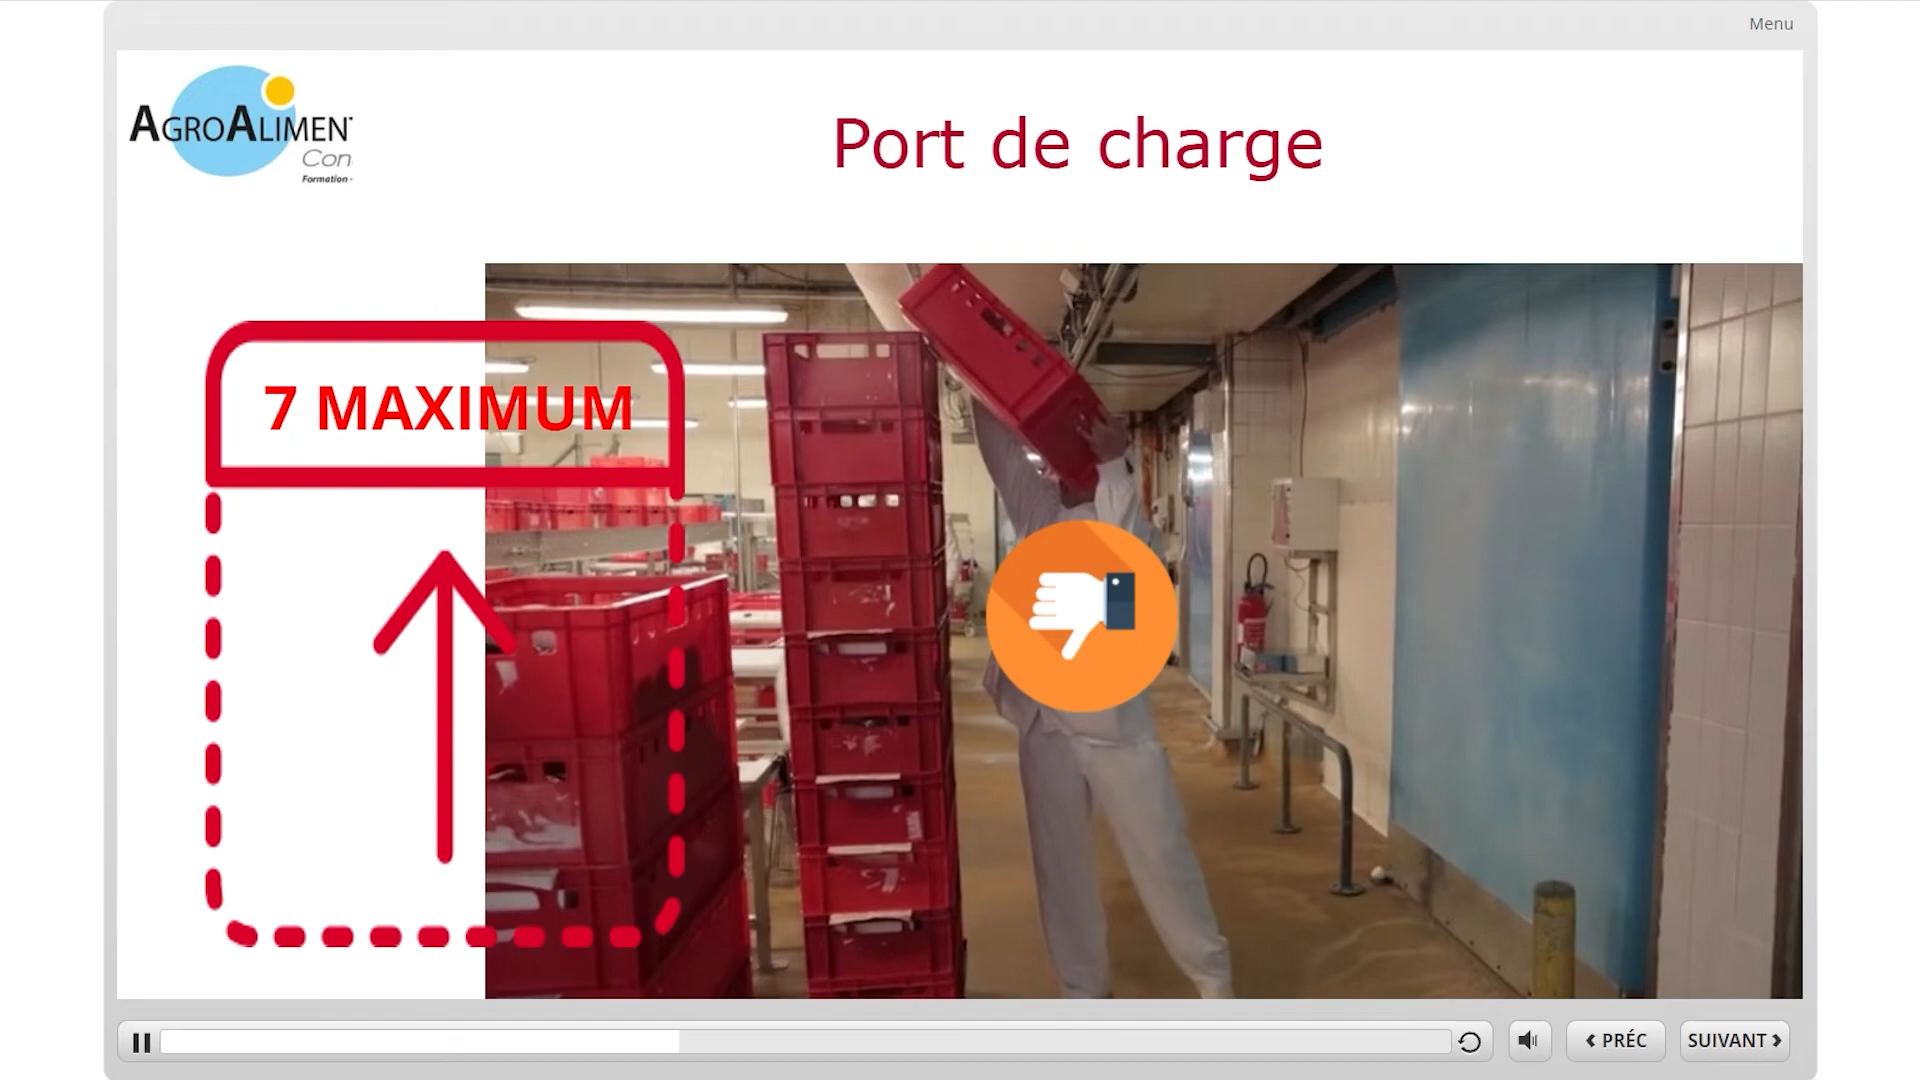 Menu
AGROALIMEN
Con
Formation -
Port de charge
7 MAXIMUM
PRÉC
SUIVANT